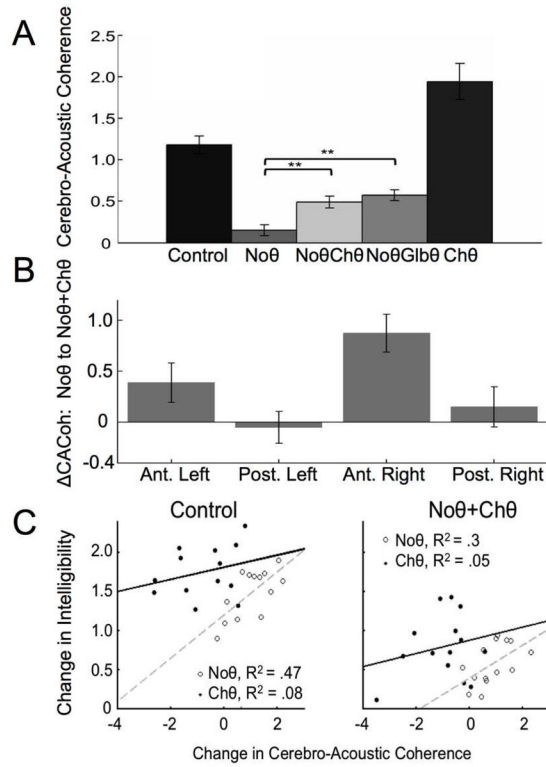 A
Cerebro-Acoustic Coherence
2.5
2.0
1.5
1.0
0.5
0
**
**
Control Noθ NoθChθ NoθGlbθ Chθ
B
ΔCACoh: Noθ to Noθ+Chθ
1.0
0.5
0
-0.4
Ant. Left Post. Left Ant. Right Post. Right
C
Control
Noθ+Chθ
Change in Intelligibility
2.0
1.5
1.0
0.5
0
Noθ, R² = .47
Chθ, R² = .08
-4 -2 0 2
Noθ, R² = .3
Chθ, R² = .05
-4 -2 0 2
Change in Cerebro-Acoustic Coherence